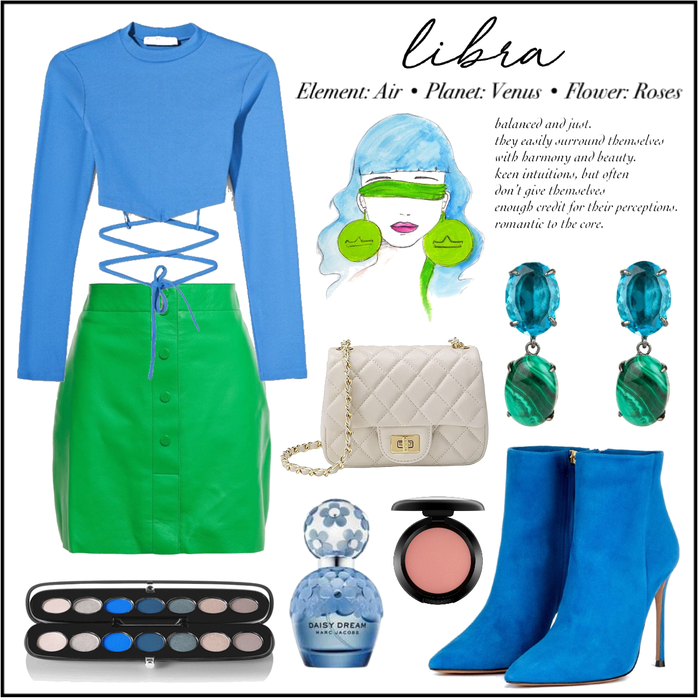 libra
Element: Air • Planet: Venus • Flower: Roses
balanced and just.
they easily surround themselves
with harmony and beauty.
keen intuitions, but often
don't give themselves
enough credit for their perceptions.
romantic to the core.
DAISY DREAM
MARC JACOBS